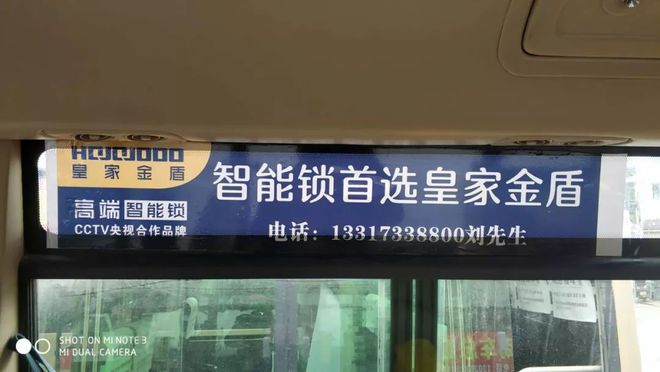 皇家金盾
高端 智能锁
CCTV央视合作品牌
智能锁首选皇家金盾
电话：13317338800刘先生
SHOT ON MI NOTE 3
MI DUAL CAMERA